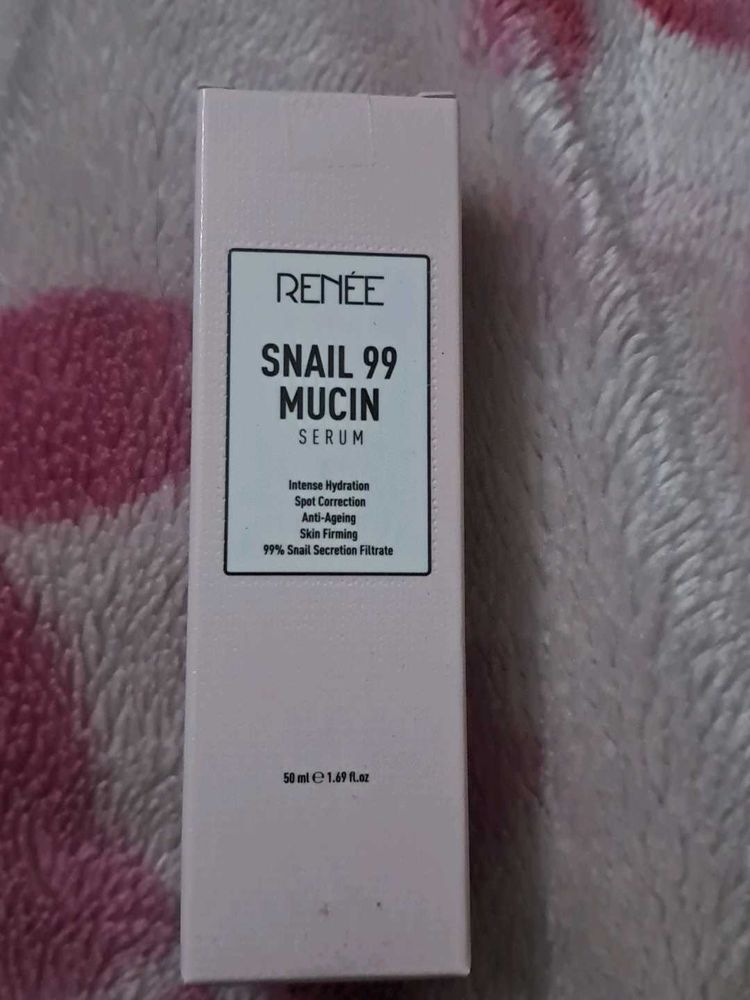 RENÉE
SNAIL 99
MUCIN
SERUM
Intense Hydration
Spot Correction
Anti-Ageing
Skin Firming
99% Snail Secretion Filtrate
50 ml ℮ 1.69 fl.oz